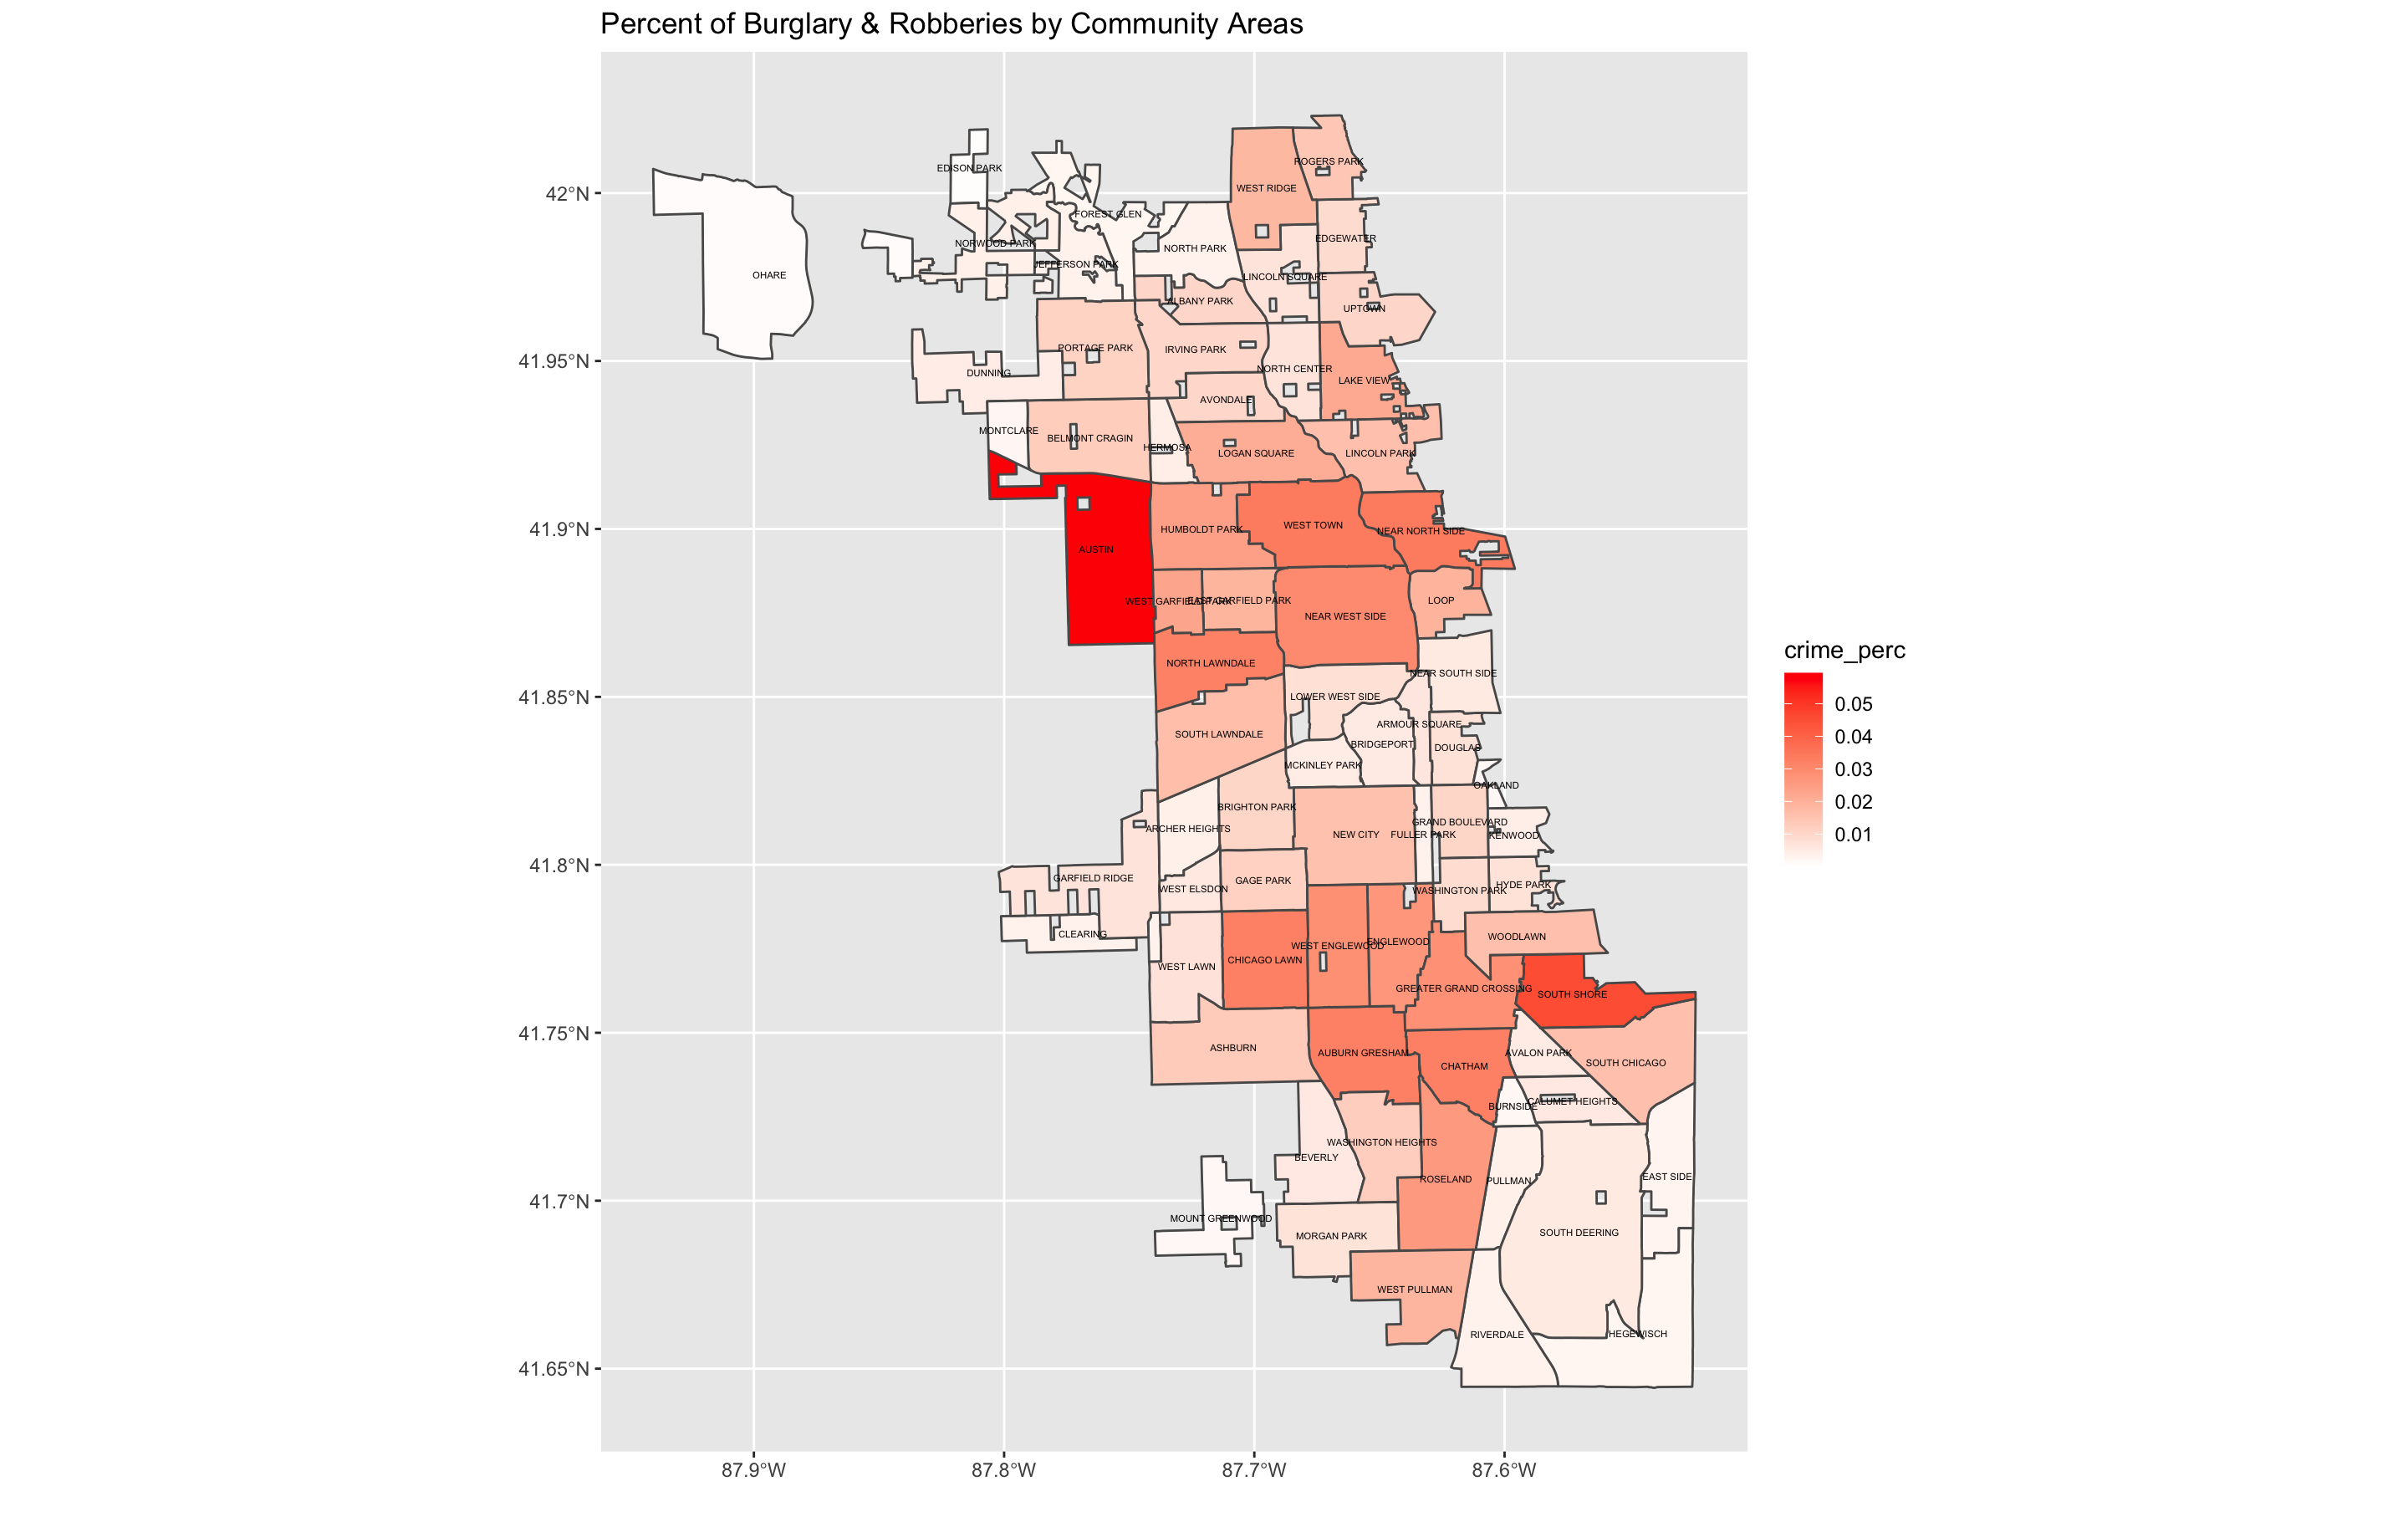 Percent of Burglary & Robberies by Community Areas
42°N
41.95°N
41.9°N
41.85°N
41.8°N
41.75°N
41.7°N
41.65°N
87.9°W
87.8°W
87.7°W
87.6°W
crime_perc
0.05
0.04
0.03
0.02
0.01
ROGERS PARK
EDISON PARK
WEST RIDGE
FOREST GLEN
EDGEWATER
NORWOOD PARK
NORTH PARK
JEFFERSON PARK
OHARE
LINCOLN SQUARE
ALBANY PARK
UPTOWN
PORTAGE PARK
IRVING PARK
NORTH CENTER
DUNNING
LAKE VIEW
AVONDALE
MONTCLARE
BELMONT CRAGIN
HERMOSA
LOGAN SQUARE
LINCOLN PARK
WEST TOWN
HUMBOLDT PARK
NEAR NORTH SIDE
AUSTIN
WEST GARFIELD PARK
EAST GARFIELD PARK
LOOP
NEAR WEST SIDE
NORTH LAWNDALE
NEAR SOUTH SIDE
LOWER WEST SIDE
ARMOUR SQUARE
SOUTH LAWNDALE
BRIDGEPORT
DOUGLAS
MCKINLEY PARK
OAKLAND
BRIGHTON PARK
GRAND BOULEVARD
ARCHER HEIGHTS
NEW CITY
FULLER PARK
KENWOOD
GARFIELD RIDGE
GAGE PARK
HYDE PARK
WEST ELSDON
WASHINGTON PARK
CLEARING
WOODLAWN
ENGLEWOOD
WEST ENGLEWOOD
CHICAGO LAWN
WEST LAWN
GREATER GRAND CROSSING
SOUTH SHORE
ASHBURN
AUBURN GRESHAM
AVALON PARK
SOUTH CHICAGO
CHATHAM
CALUMET HEIGHTS
BURNSIDE
WASHINGTON HEIGHTS
BEVERLY
EAST SIDE
ROSELAND
PULLMAN
MOUNT GREENWOOD
SOUTH DEERING
MORGAN PARK
WEST PULLMAN
RIVERDALE
HEGEWISCH